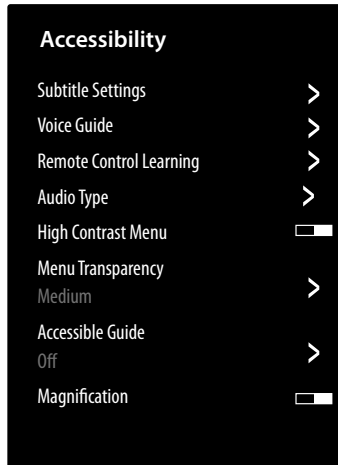 Accessibility
Subtitle Settings
Voice Guide
Remote Control Learning
Audio Type
High Contrast Menu
Menu Transparency
Medium
Accessible Guide
Off
Magnification